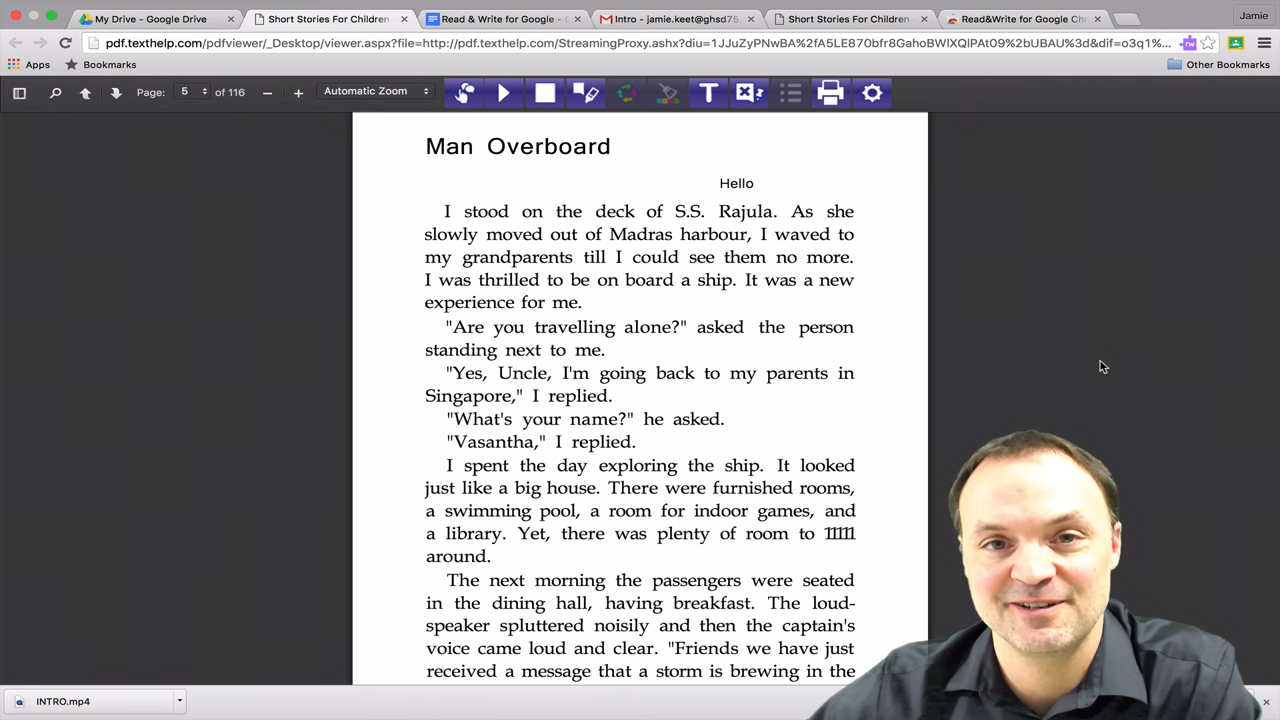 My Drive - Google Drive
Short Stories For Children -
Read & Write for Google - G
Intro - jamie.keet@ghsd75.
Short Stories For Children -
Read&Write for Google Chr
Jamie
pdf.texthelp.com/pdfviewer/_Desktop/viewer.aspx?file=http://pdf.texthelp.com/StreamingProxy.ashx?diu=1JJuZyPNwBA%2fA5LE870bfr8GahoBWlXQlPAt09%2bUBAU%3d&dif=o3q1...
Apps
Bookmarks
Other Bookmarks
Page: 5 of 116
Automatic Zoom
T
Man Overboard
Hello
I stood on the deck of S.S. Rajula. As she
slowly moved out of Madras harbour, I waved to
my grandparents till I could see them no more.
I was thrilled to be on board a ship. It was a new
experience for me.
"Are you travelling alone?" asked the person
standing next to me.
"Yes, Uncle, I'm going back to my parents in
Singapore," I replied.
"What's your name?" he asked.
"Vasantha," I replied.
I spent the day exploring the ship. It looked
just like a big house. There were furnished rooms,
a swimming pool, a room for indoor games, and
a library. Yet, there was plenty of room to 11111
around.
The next morning the passengers were seated
in the dining hall, having breakfast. The loud-
speaker spluttered noisily and then the captain's
voice came loud and clear. "Friends we have just
received a message that a storm is brewing in the
INTRO.mp4